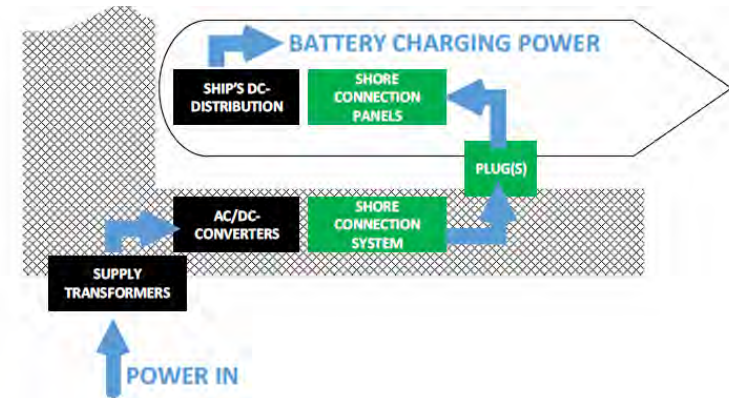 BATTERY CHARGING POWER
SHIP'S DC-
DISTRIBUTION
SHORE
CONNECTION
PANELS
PLUG(S)
AC/DC-
CONVERTERS
SHORE
CONNECTION
SYSTEM
SUPPLY
TRANSFORMERS
POWER IN